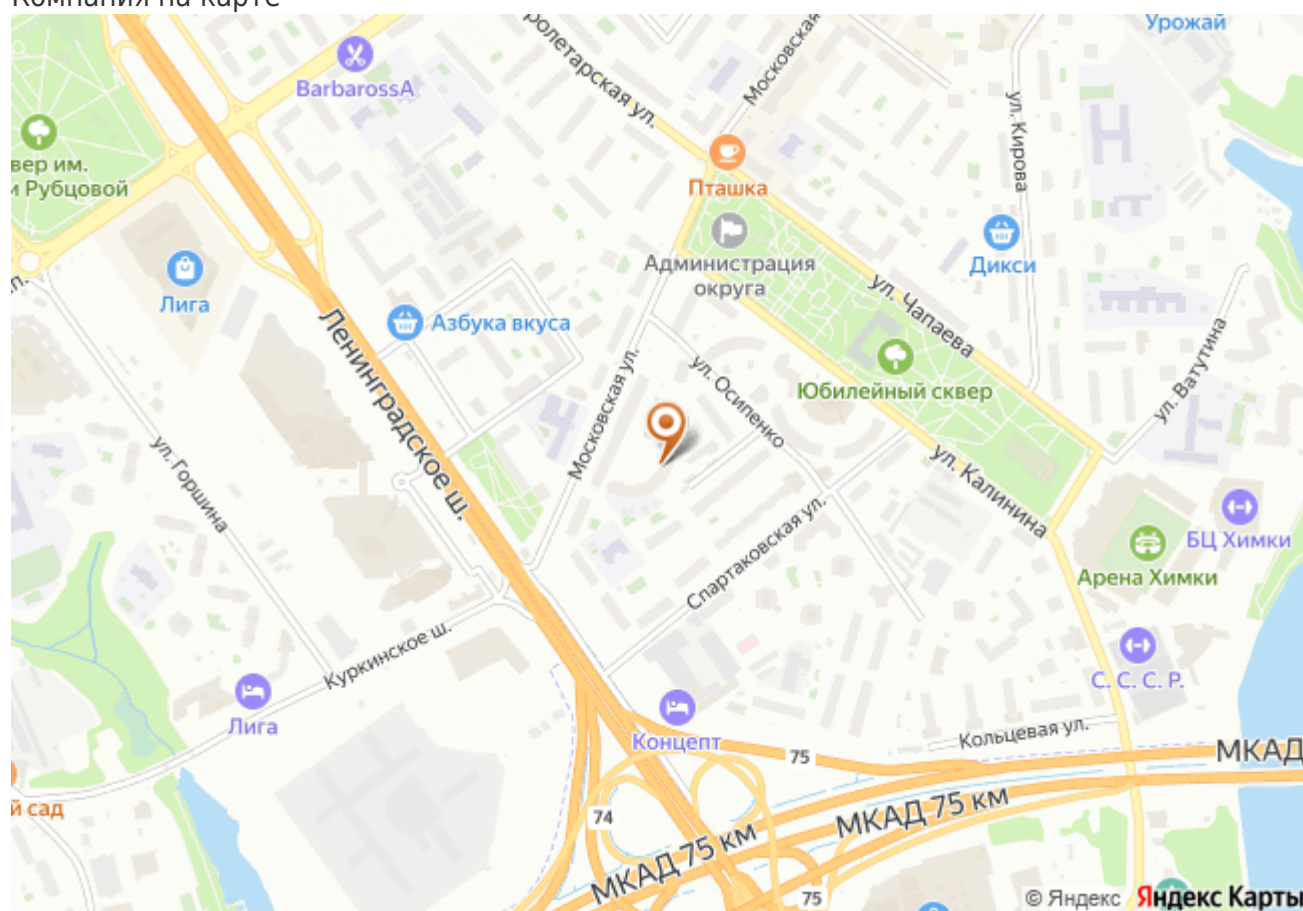 Компания на карте
Урожай
Московская
ролетарская ул.
BarbarossA
ул. Кирова
вер им.
и Рубцовой
Пташка
Администрация
округа
Дикси
Лига
Азбука вкуса
ул. Чапаева
Ленинградское ш.
Московская ул.
ул. Осипенко
Юбилейный сквер
ул. Ватутина
ул. Горшина
ул. Калинина
БЦ Химки
Арена Химки
Спартаковская ул.
Куркинское ш.
С. С. С. Р.
Лига
Концепт
Кольцевая ул.
75
МКАД
й сад
74
МКАД 75 км
МКАД 75 км
75
© Яндекс Яндекс Карты